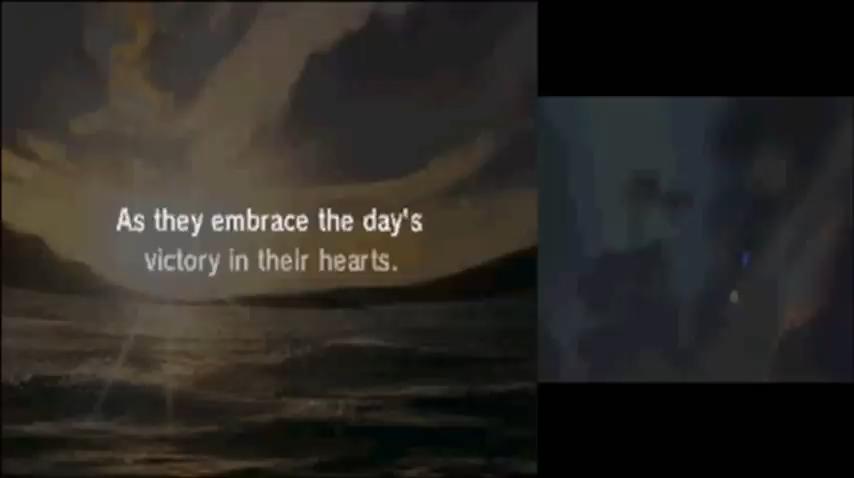 As they embrace the day's
victory in their hearts.